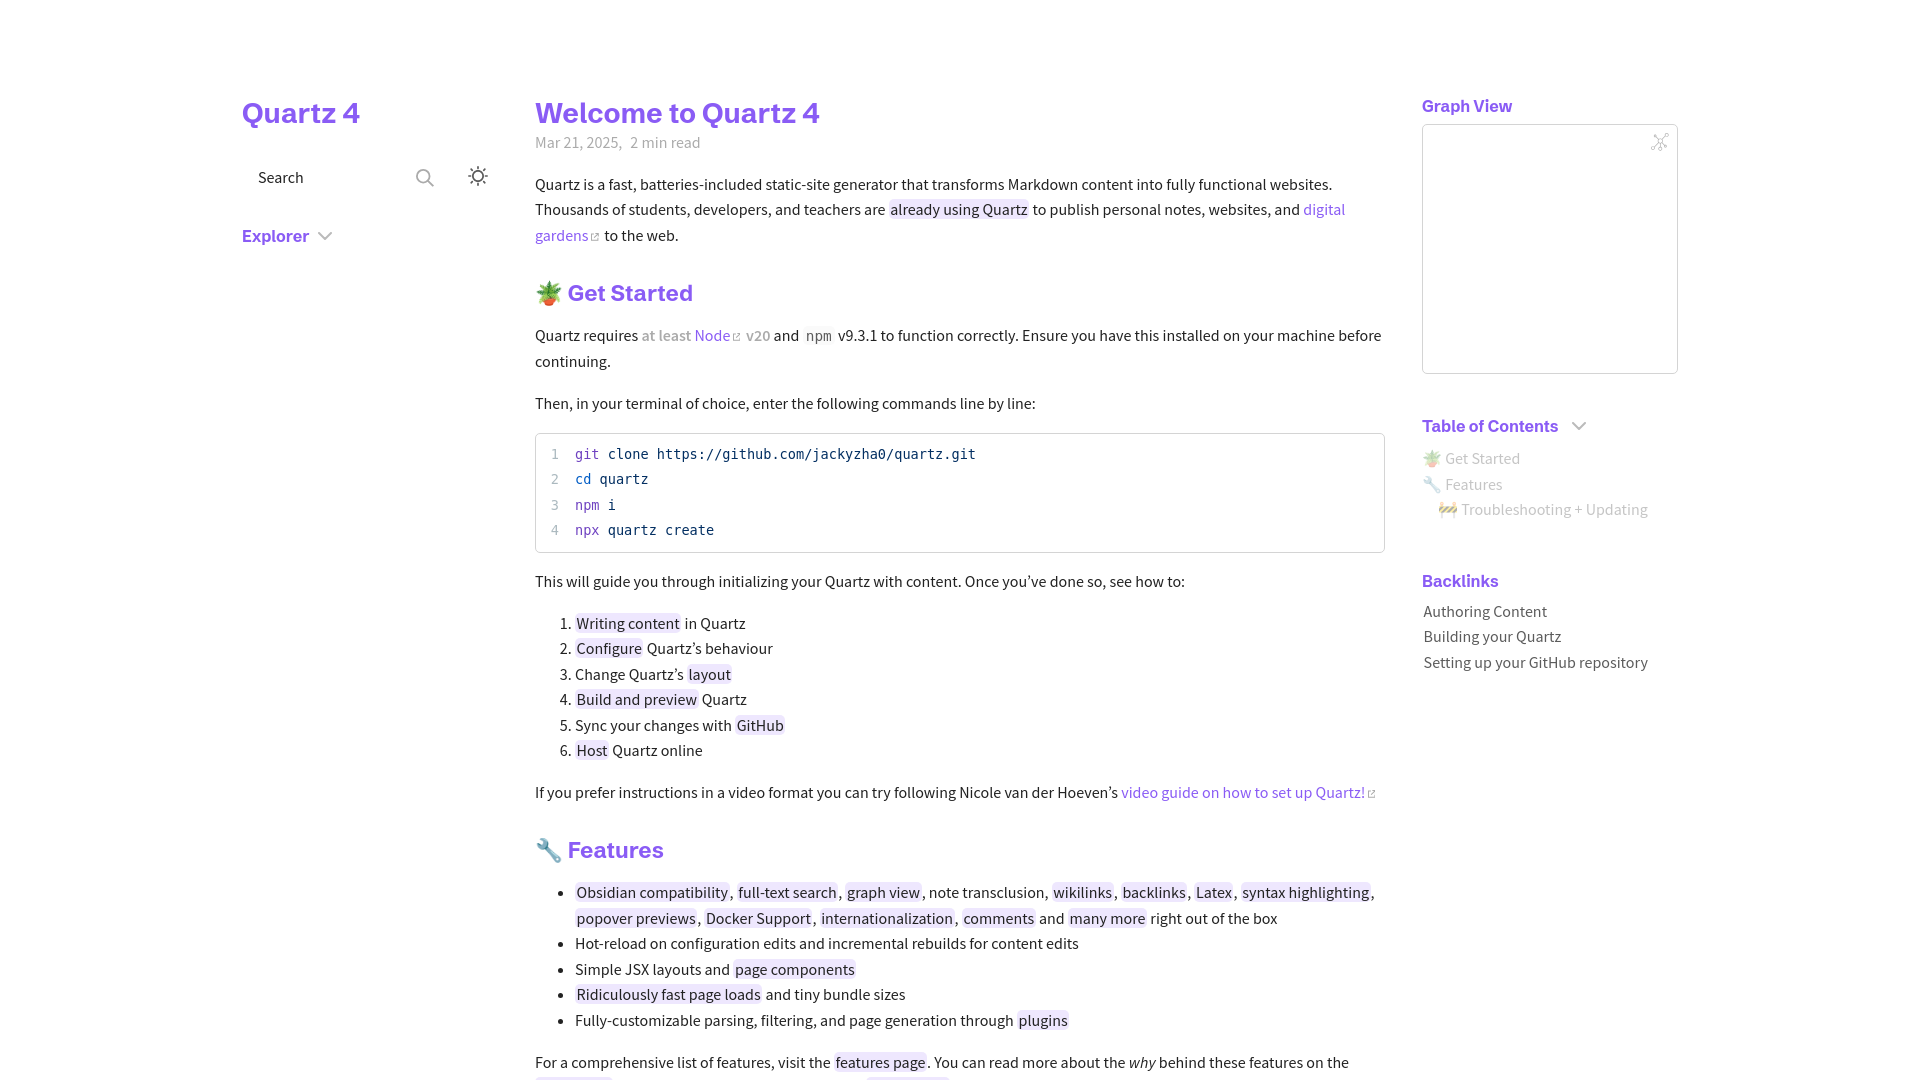 Quartz 4
Search
Explorer
Welcome to Quartz 4
Mar 21, 2025, 2 min read
Quartz is a fast, batteries-included static-site generator that transforms Markdown content into fully functional websites.
Thousands of students, developers, and teachers are already using Quartz to publish personal notes, websites, and digital
gardens to the web.
🪴 Get Started
Quartz requires at least Node v20 and npm v9.3.1 to function correctly. Ensure you have this installed on your machine before
continuing.
Then, in your terminal of choice, enter the following commands line by line:
1 git clone https://github.com/jackyzha0/quartz.git
2 cd quartz
3 npm i
4 npx quartz create
This will guide you through initializing your Quartz with content. Once you’ve done so, see how to:
1. Writing content in Quartz
2. Configure Quartz’s behaviour
3. Change Quartz’s layout
4. Build and preview Quartz
5. Sync your changes with GitHub
6. Host Quartz online
If you prefer instructions in a video format you can try following Nicole van der Hoeven’s video guide on how to set up Quartz!
🔧 Features
• Obsidian compatibility, full-text search, graph view, note transclusion, wikilinks, backlinks, Latex, syntax highlighting,
popover previews, Docker Support, internationalization, comments and many more right out of the box
• Hot-reload on configuration edits and incremental rebuilds for content edits
• Simple JSX layouts and page components
• Ridiculously fast page loads and tiny bundle sizes
• Fully-customizable parsing, filtering, and page generation through plugins
For a comprehensive list of features, visit the features page. You can read more about the why behind these features on the
Graph View
Table of Contents
🪴 Get Started
🔧 Features
🚧 Troubleshooting + Updating
Backlinks
Authoring Content
Building your Quartz
Setting up your GitHub repository